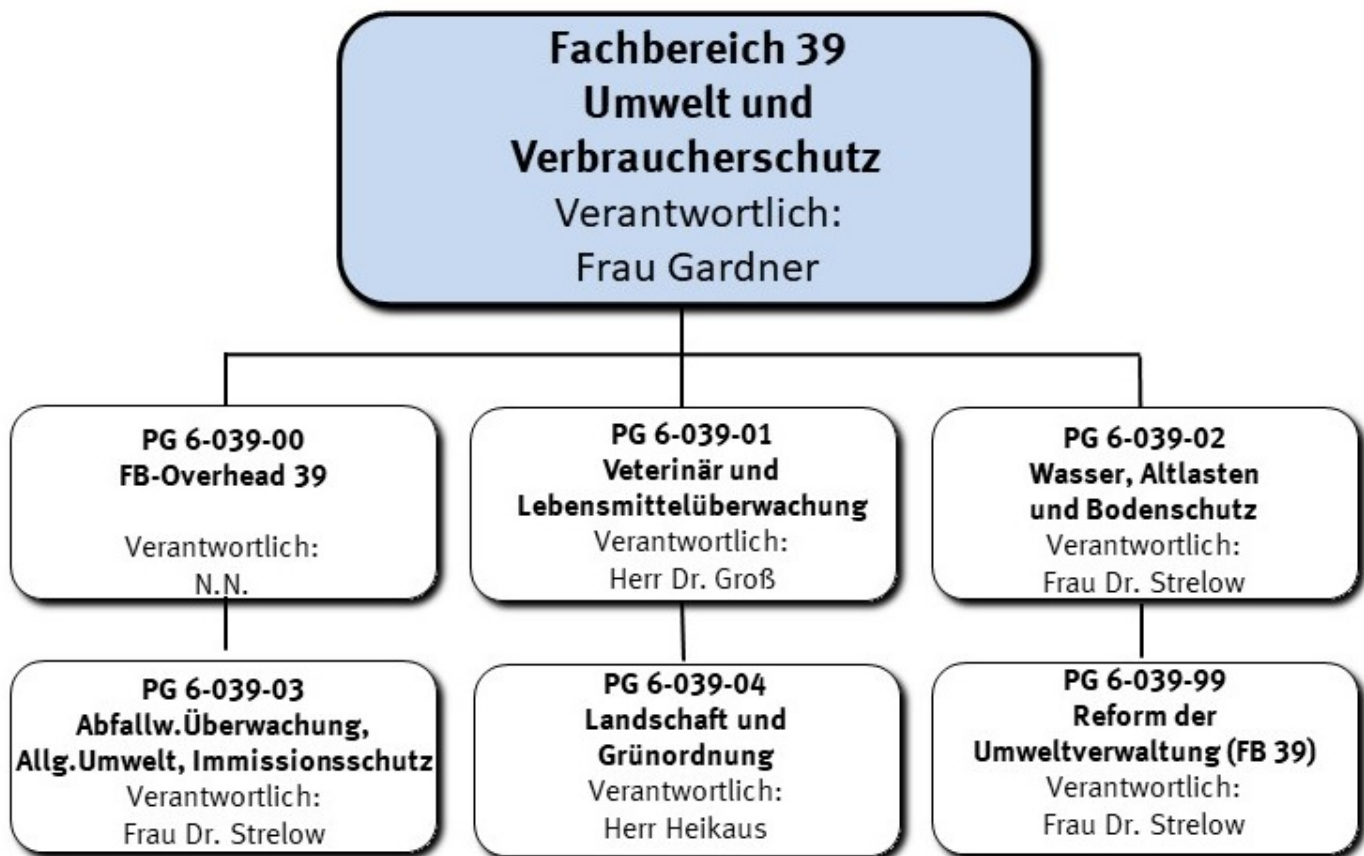 Fachbereich 39
Umwelt und
Verbraucherschutz
Verantwortlich:
Frau Gardner
PG 6-039-00
FB-Overhead 39
Verantwortlich:
N.N.
PG 6-039-01
Veterinär und
Lebensmittelüberwachung
Verantwortlich:
Herr Dr. Groß
PG 6-039-02
Wasser, Altlasten
und Bodenschutz
Verantwortlich:
Frau Dr. Strelow
PG 6-039-03
Abfallw.Überwachung,
Allg.Umwelt, Immissionsschutz
Verantwortlich:
Frau Dr. Strelow
PG 6-039-04
Landschaft und
Grünordnung
Verantwortlich:
Herr Heikaus
PG 6-039-99
Reform der
Umweltverwaltung (FB 39)
Verantwortlich:
Frau Dr. Strelow